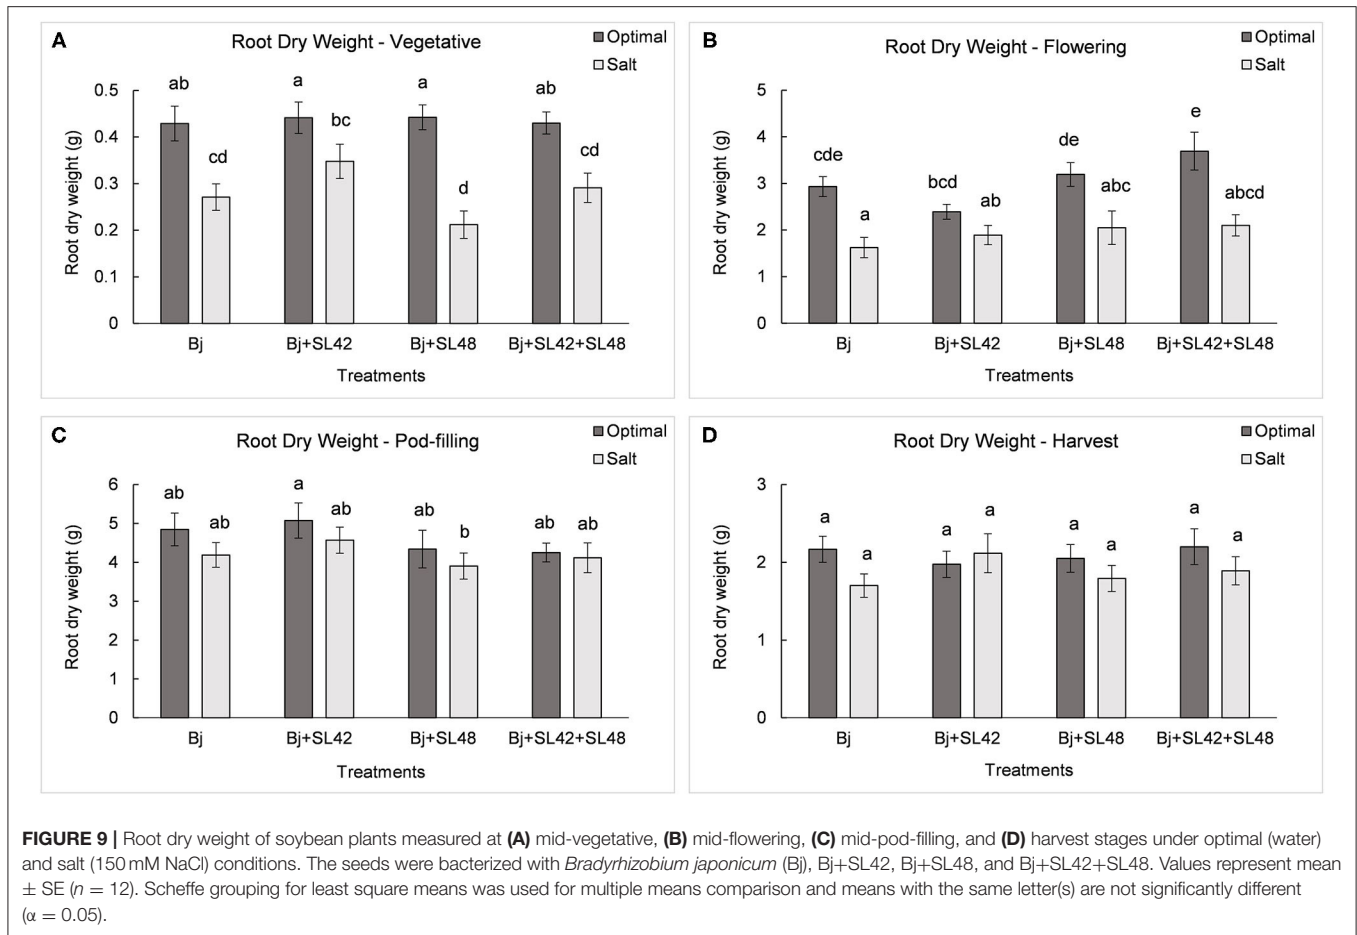 A
Root Dry Weight - Vegetative
Optimal
Salt
ab
a
a
ab
cd
bc
d
cd
0.5
0.4
0.3
0.2
0.1
0
Root dry weight (g)
Bj
Bj+SL42
Bj+SL48
Bj+SL42+SL48
Treatments
B
Root Dry Weight - Flowering
Optimal
Salt
cde
a
bcd
ab
de
abc
e
abcd
5
4
3
2
1
0
Root dry weight (g)
Bj
Bj+SL42
Bj+SL48
Bj+SL42+SL48
Treatments
C
Root Dry Weight - Pod-filling
Optimal
Salt
ab
ab
a
ab
ab
b
ab
ab
6
5
4
3
2
1
0
Root dry weight (g)
Bj
Bj+SL42
Bj+SL48
Bj+SL42+SL48
Treatments
D
Root Dry Weight - Harvest
Optimal
Salt
a
a
a
a
a
a
a
a
3
2
1
0
Root dry weight (g)
Bj
Bj+SL42
Bj+SL48
Bj+SL42+SL48
Treatments
FIGURE 9 | Root dry weight of soybean plants measured at (A) mid-vegetative, (B) mid-flowering, (C) mid-pod-filling, and (D) harvest stages under optimal (water)
and salt (150 mM NaCl) conditions. The seeds were bacterized with Bradyrhizobium japonicum (Bj), Bj+SL42, Bj+SL48, and Bj+SL42+SL48. Values represent mean
± SE (n = 12). Scheffe grouping for least square means was used for multiple means comparison and means with the same letter(s) are not significantly different
(α = 0.05).